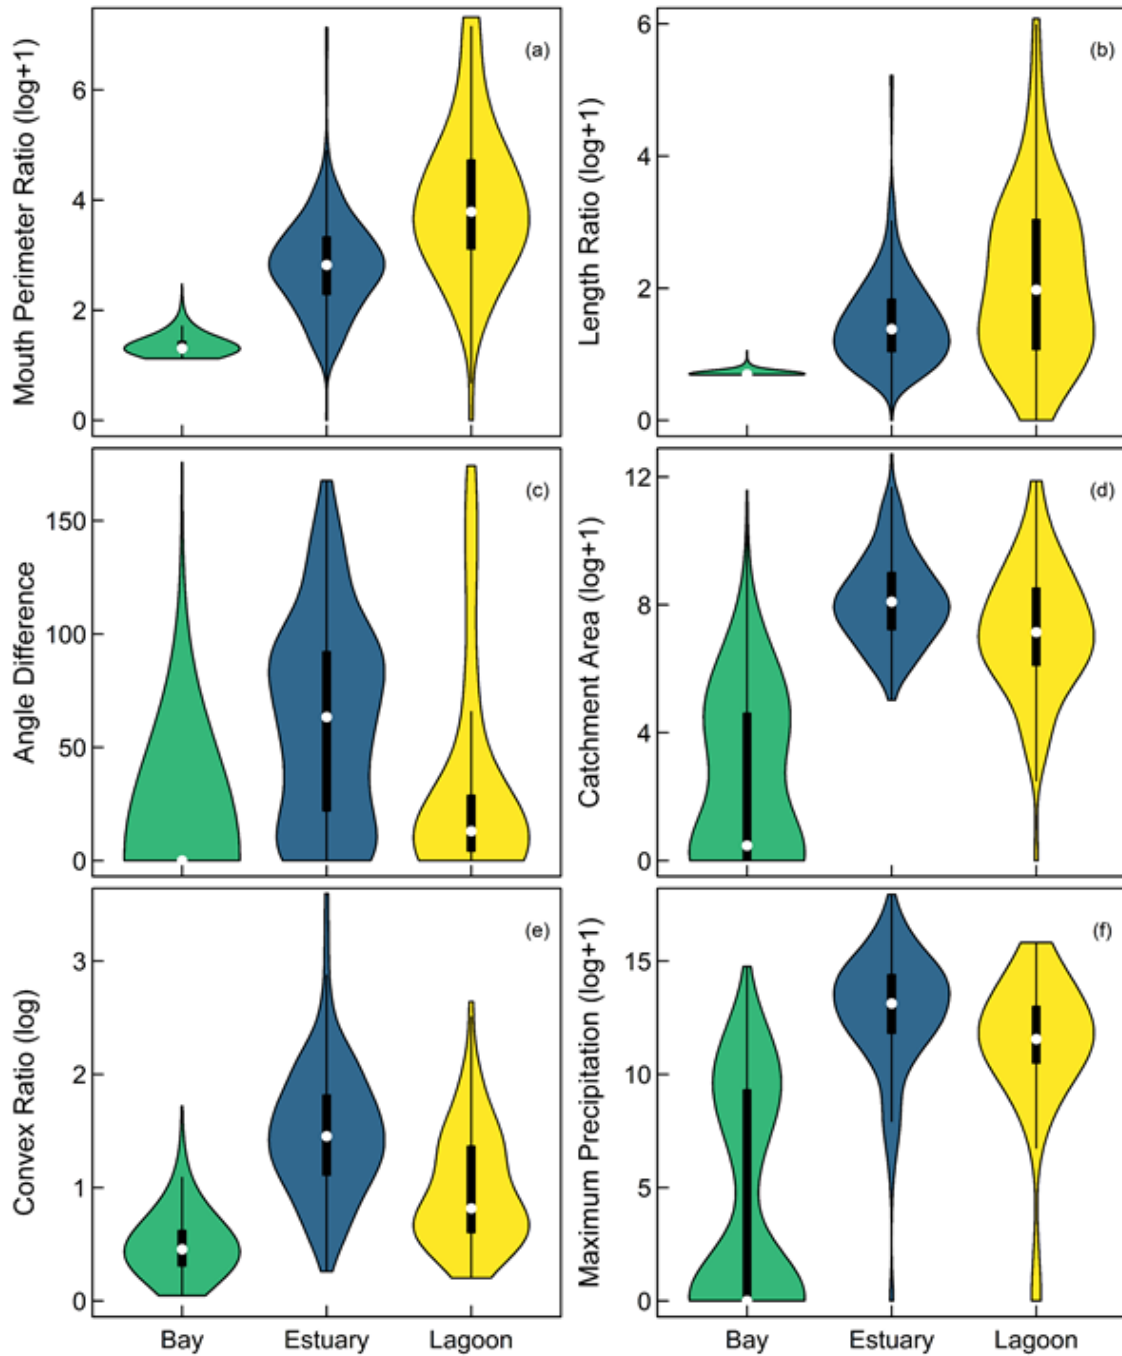 Mouth Perimeter Ratio (log+1)
6
4
2
0
(a)
Length Ratio (log+1)
6
4
2
0
(b)
Angle Difference
150
100
50
0
(c)
Catchment Area (log+1)
12
8
4
0
(d)
Convex Ratio (log)
3
2
1
0
(e)
Bay Estuary Lagoon
Maximum Precipitation (log+1)
15
10
5
0
(f)
Bay Estuary Lagoon